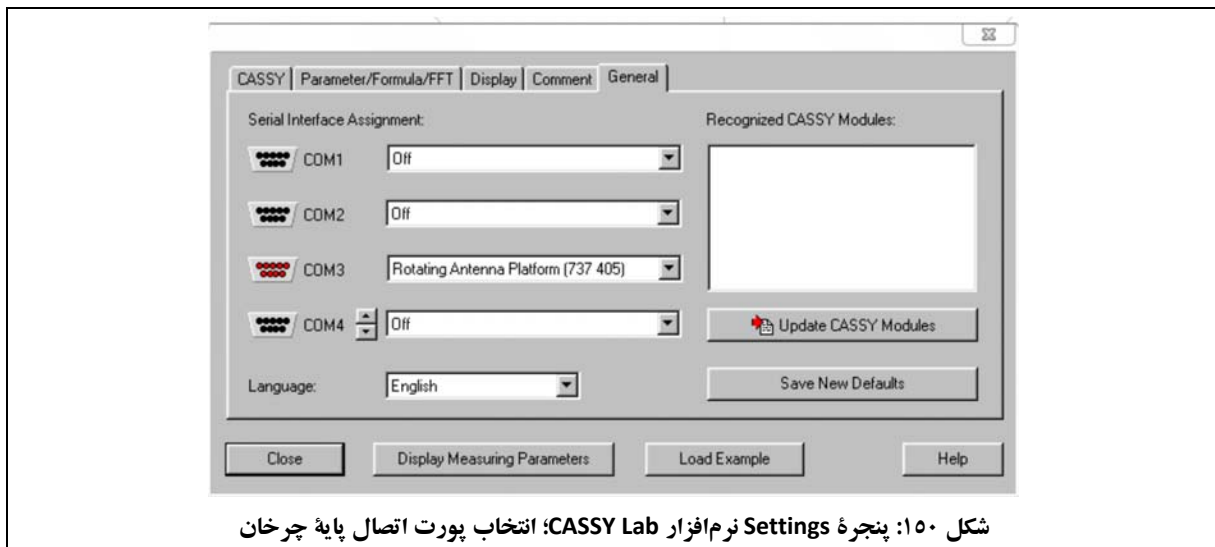 CASSY Parameter/Formula/FFT Display Comment General
Serial Interface Assignment:
Recognized CASSY Modules:
COM1 Off
COM2 Off
COM3 Rotating Antenna Platform (737 405)
COM4 Off
Update CASSY Modules
Language: English
Save New Defaults
Close Display Measuring Parameters Load Example Help
شکل ۱۵۰: پنجرهٔ Settings نرم‌افزار CASSY Lab؛ انتخاب پورت اتصال پایهٔ چرخان